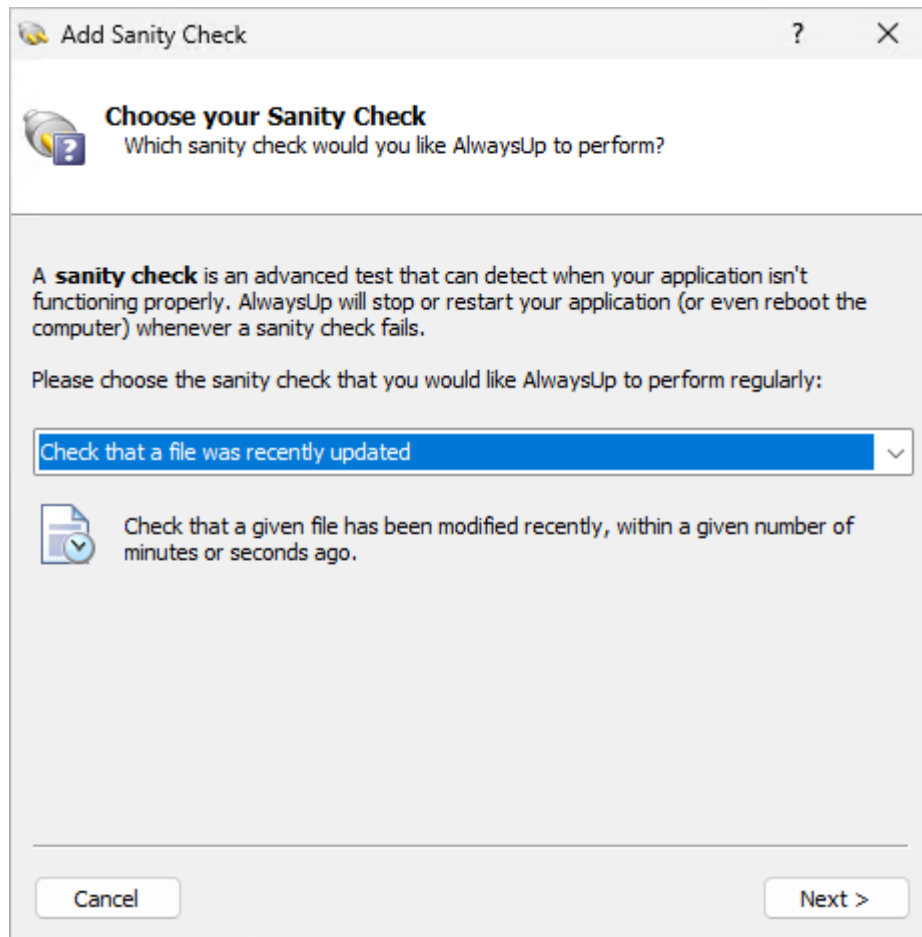 Add Sanity Check
?
Choose your Sanity Check
Which sanity check would you like AlwaysUp to perform?
A sanity check is an advanced test that can detect when your application isn't
functioning properly. AlwaysUp will stop or restart your application (or even reboot the
computer) whenever a sanity check fails.
Please choose the sanity check that you would like AlwaysUp to perform regularly:
Check that a file was recently updated
Check that a given file has been modified recently, within a given number of
minutes or seconds ago.
Cancel
Next >